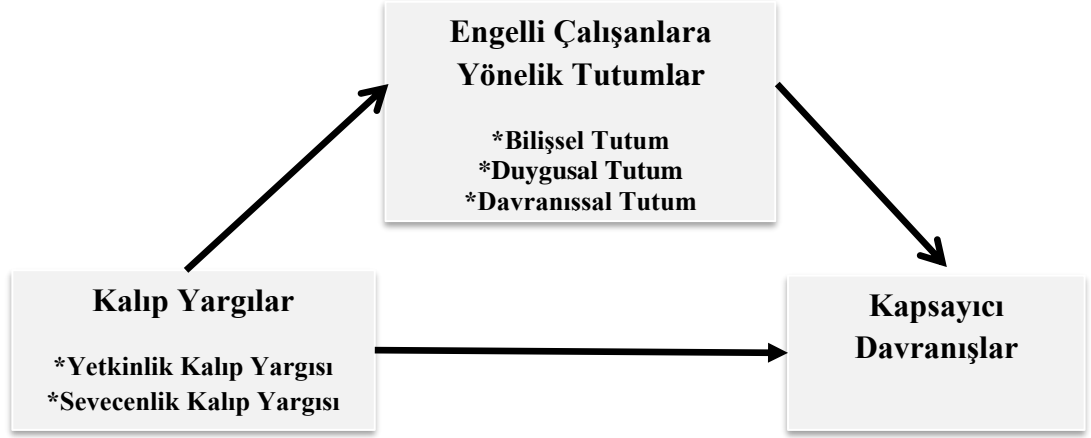 Engelli Çalışanlara
Yönelik Tutumlar
*Bilişsel Tutum
*Duygusal Tutum
*Davranıssal Tutum
Kalıp Yargılar
*Yetkinlik Kalıp Yargısı
*Sevecenlik Kalıp Yargısı
Kapsayıcı
Davranışlar